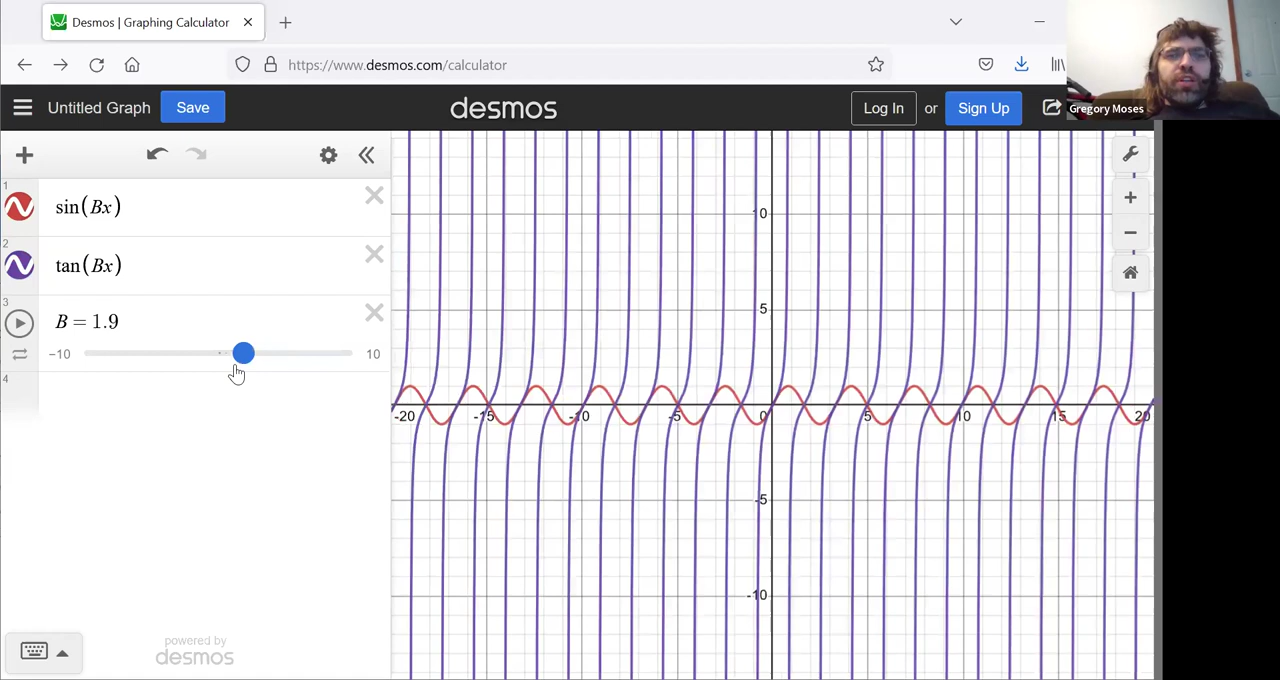 Desmos | Graphing Calculator
https://www.desmos.com/calculator
Gregory Moses
Untitled Graph
Save
desmos
Log In
or
Sign Up
1
sin(Bx)
2
tan(Bx)
3
B = 1.9
-10
10
4
powered by
desmos
10
5
-20
-15
-10
-5
0
5
10
15
20
-5
-10